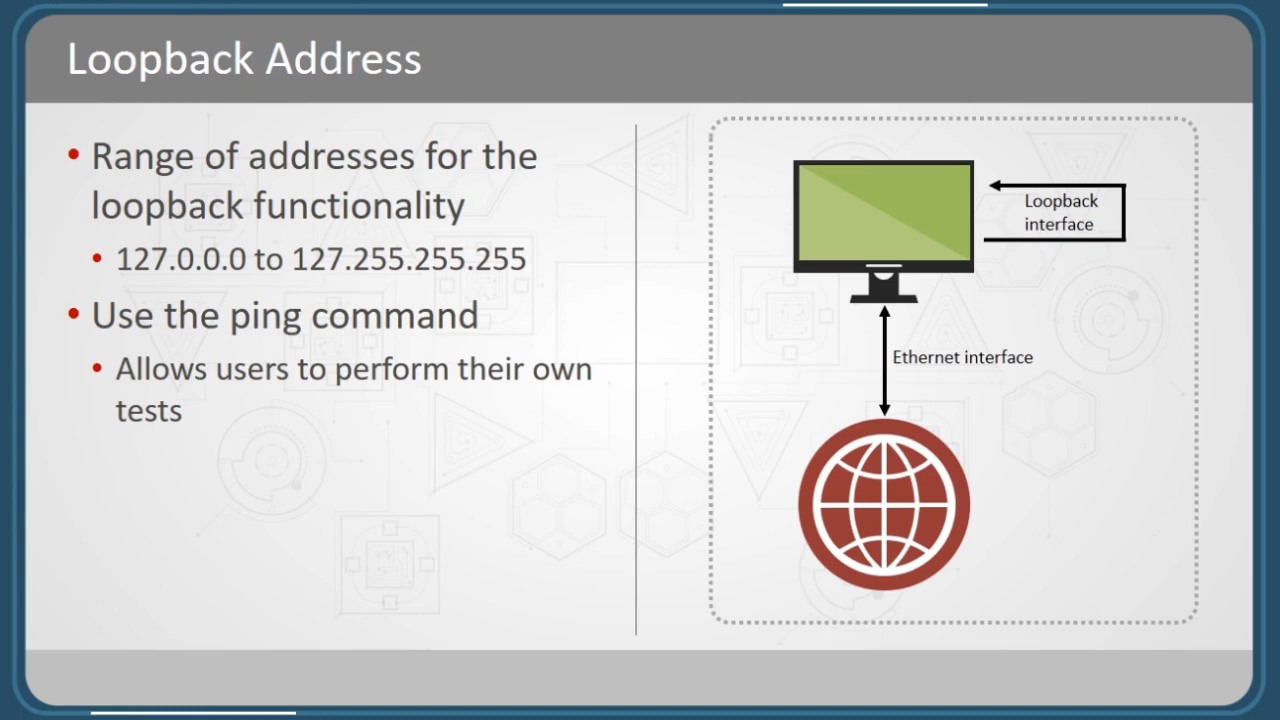 Loopback Address
• Range of addresses for the
loopback functionality
• 127.0.0.0 to 127.255.255.255
• Use the ping command
• Allows users to perform their own
tests
Loopback
interface
Ethernet interface